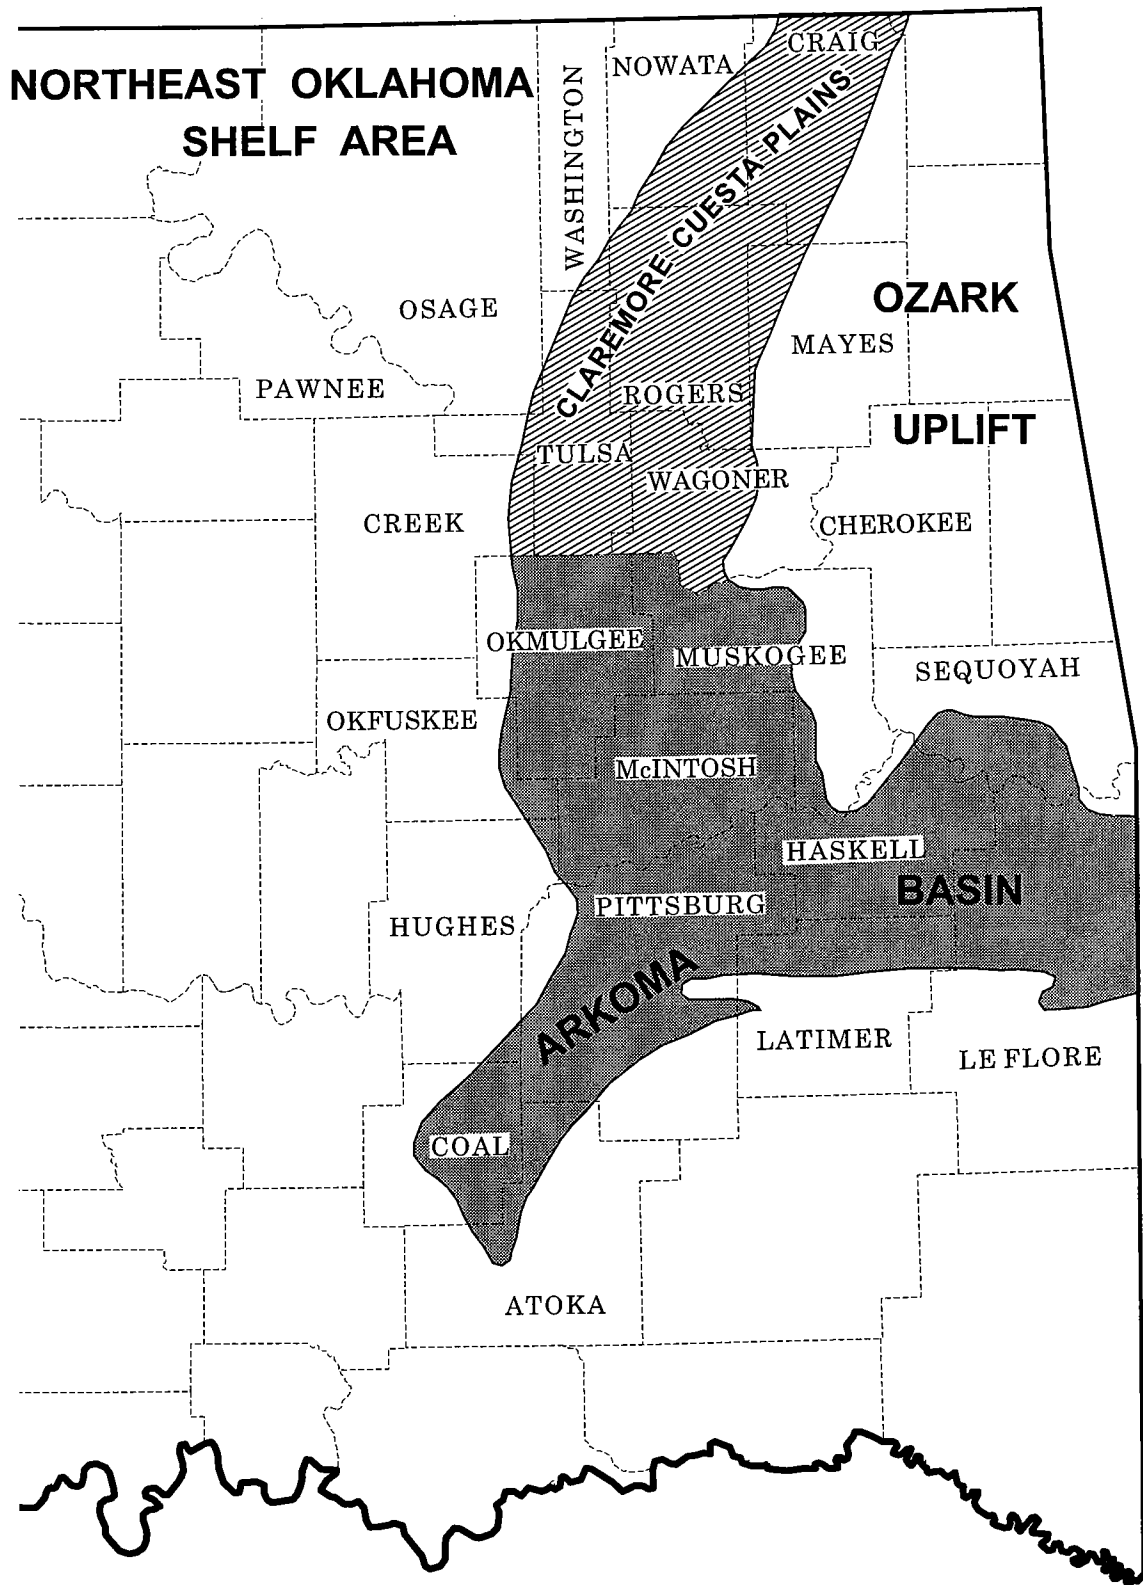 NORTHEAST OKLAHOMA
SHELF AREA
CRAIG
NOWATA
WASHINGTON
CLAREMORE CUESTA PLAINS
OSAGE
OZARK
MAYES
PAWNEE
ROGERS
UPLIFT
TULSA
WAGONER
CREEK
CHEROKEE
OKMULGEE
MUSKOGEE
SEQUOYAH
OKFUSKEE
McINTOSH
HASKELL
BASIN
PITTSBURG
HUGHES
ARKOMA
LATIMER
LE FLORE
COAL
ATOKA